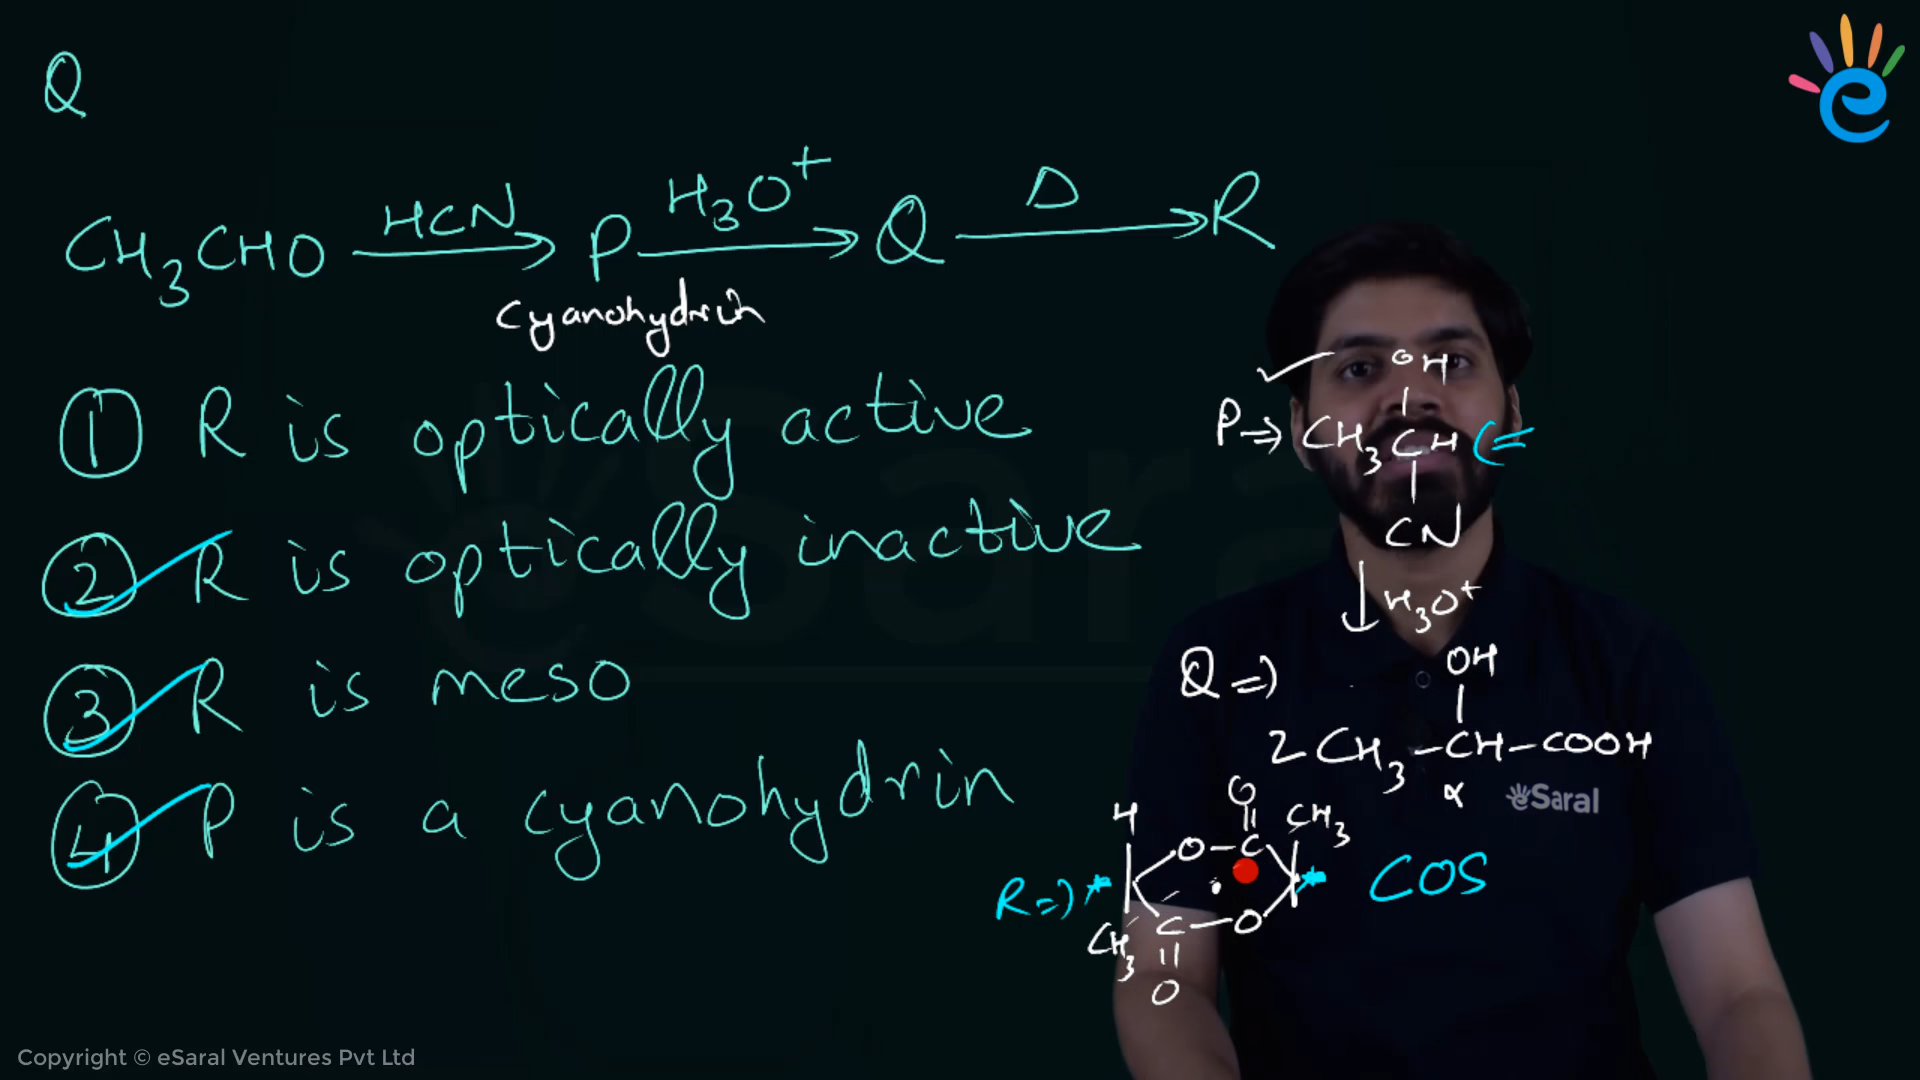 Q
CH3CHO HCN P H3O+ Q Δ R
Cyanohydrin
① R is optically active
② R is optically inactive
③ R is meso
④ P is a cyanohydrin
OH
P⇒ CH3CH
CN
H3O+
Q⇒ OH
2 CH3-CH-COOH
α
eSaral
O
H CH3
O-C
R⇒ * * COS
C-O
CH3
O
Copyright © eSaral Ventures Pvt Ltd